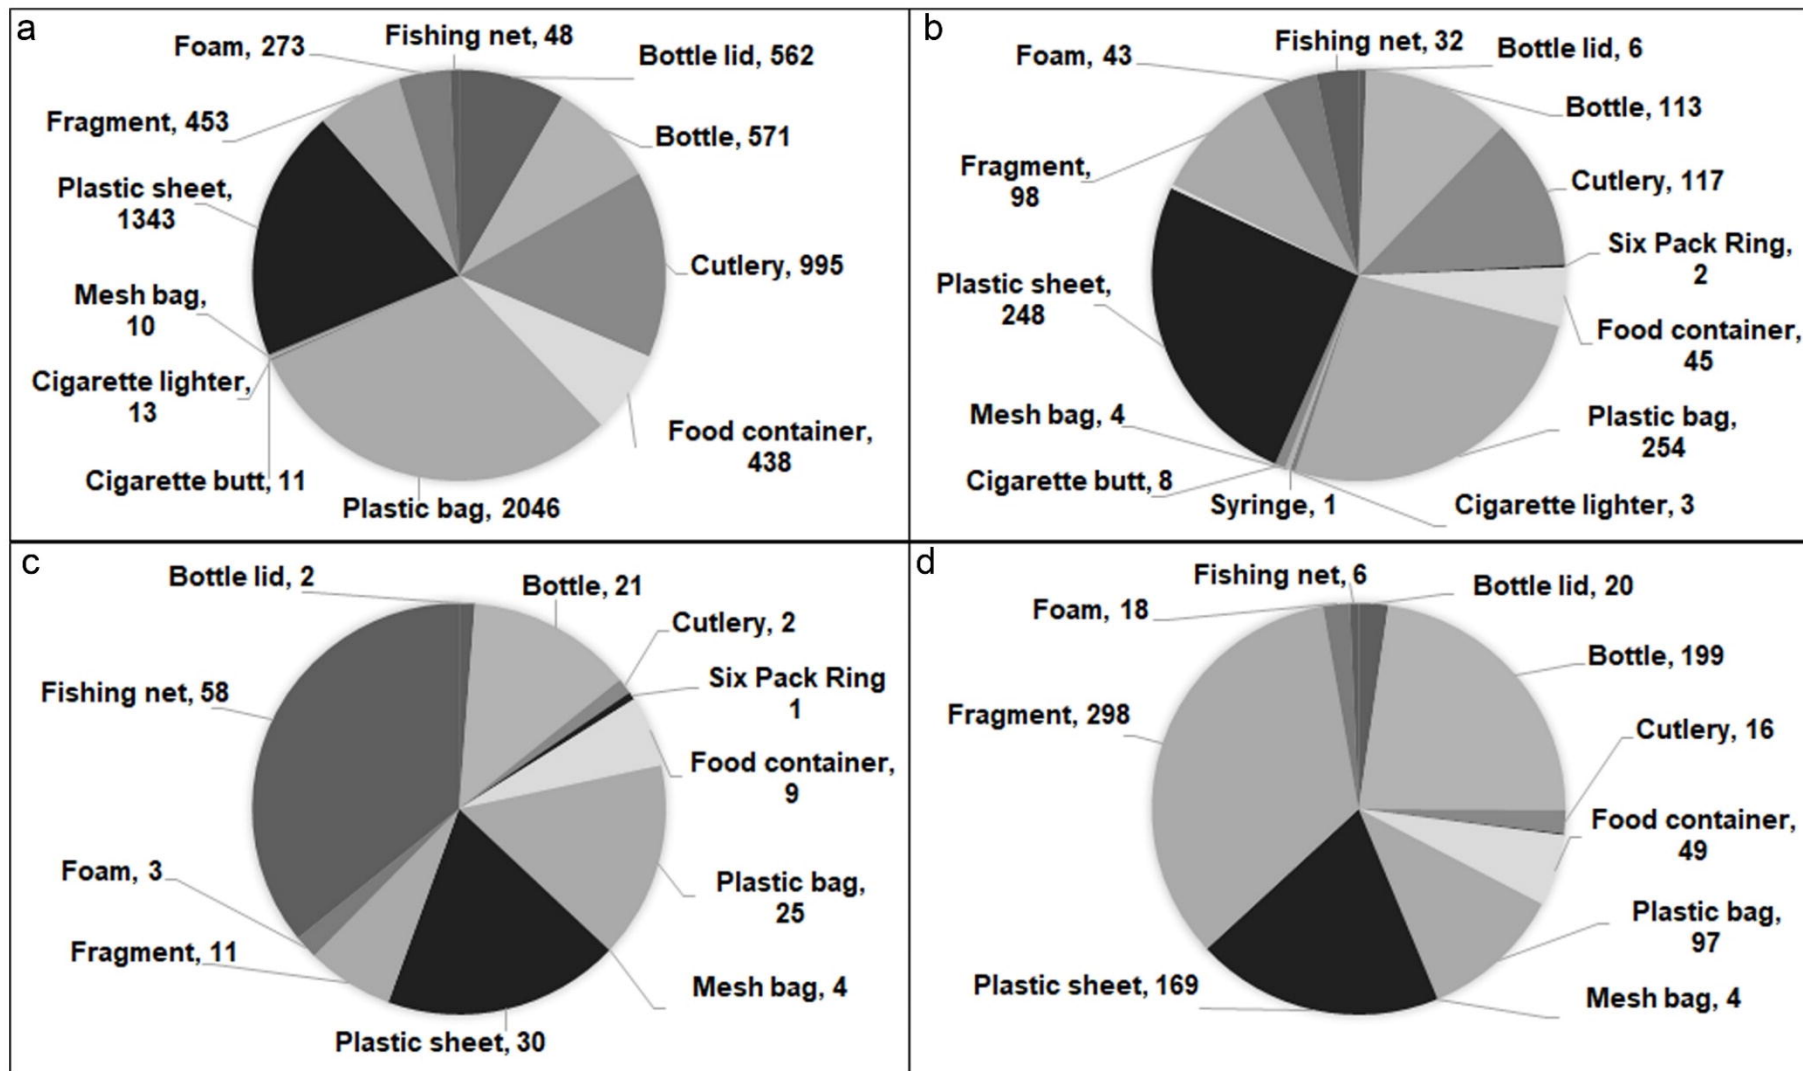 a
Fishing net, 48
Foam, 273
Bottle lid, 562
Fragment, 453
Bottle, 571
Plastic sheet,
1343
Cutlery, 995
Mesh bag,
10
Cigarette lighter,
13
Food container,
438
Cigarette butt, 11
Plastic bag, 2046
b
Fishing net, 32
Bottle lid, 6
Foam, 43
Bottle, 113
Fragment,
98
Cutlery, 117
Six Pack Ring,
2
Plastic sheet,
248
Food container,
45
Mesh bag, 4
Plastic bag,
254
Cigarette butt, 8
Syringe, 1
Cigarette lighter, 3
c
Bottle lid, 2
Bottle, 21
Cutlery, 2
Six Pack Ring
1
Fishing net, 58
Food container,
9
Foam, 3
Plastic bag,
25
Fragment, 11
Mesh bag, 4
Plastic sheet, 30
d
Fishing net, 6
Bottle lid, 20
Foam, 18
Bottle, 199
Fragment, 298
Cutlery, 16
Food container,
49
Plastic bag,
97
Plastic sheet, 169
Mesh bag, 4